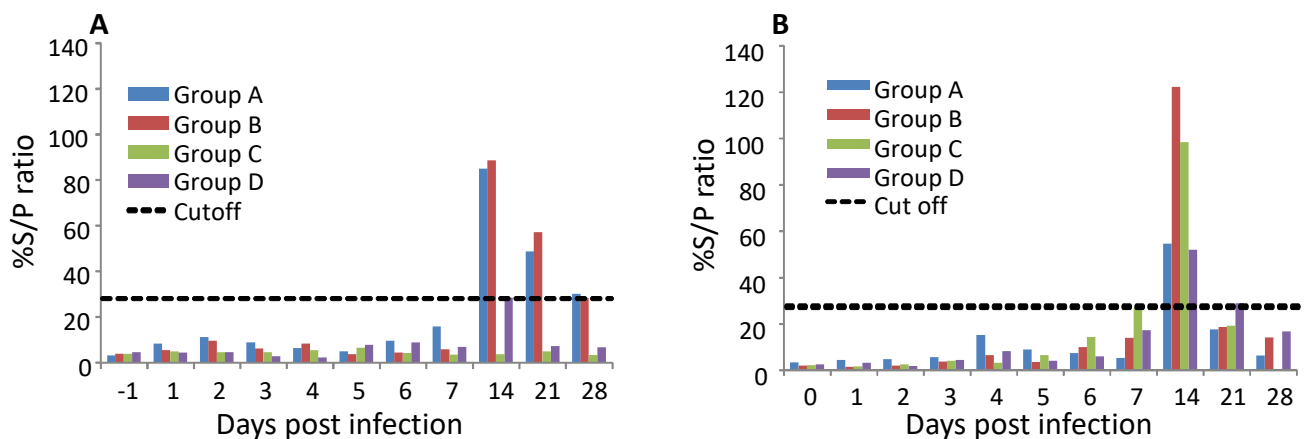 A
%S/P ratio
140
120
100
80
60
40
20
0
Group A
Group B
Group C
Group D
Cutoff
-1 1 2 3 4 5 6 7 14 21 28
Days post infection
B
%S/P ratio
140
120
100
80
60
40
20
0
Group A
Group B
Group C
Group D
Cut off
0 1 2 3 4 5 6 7 14 21 28
Days post infection